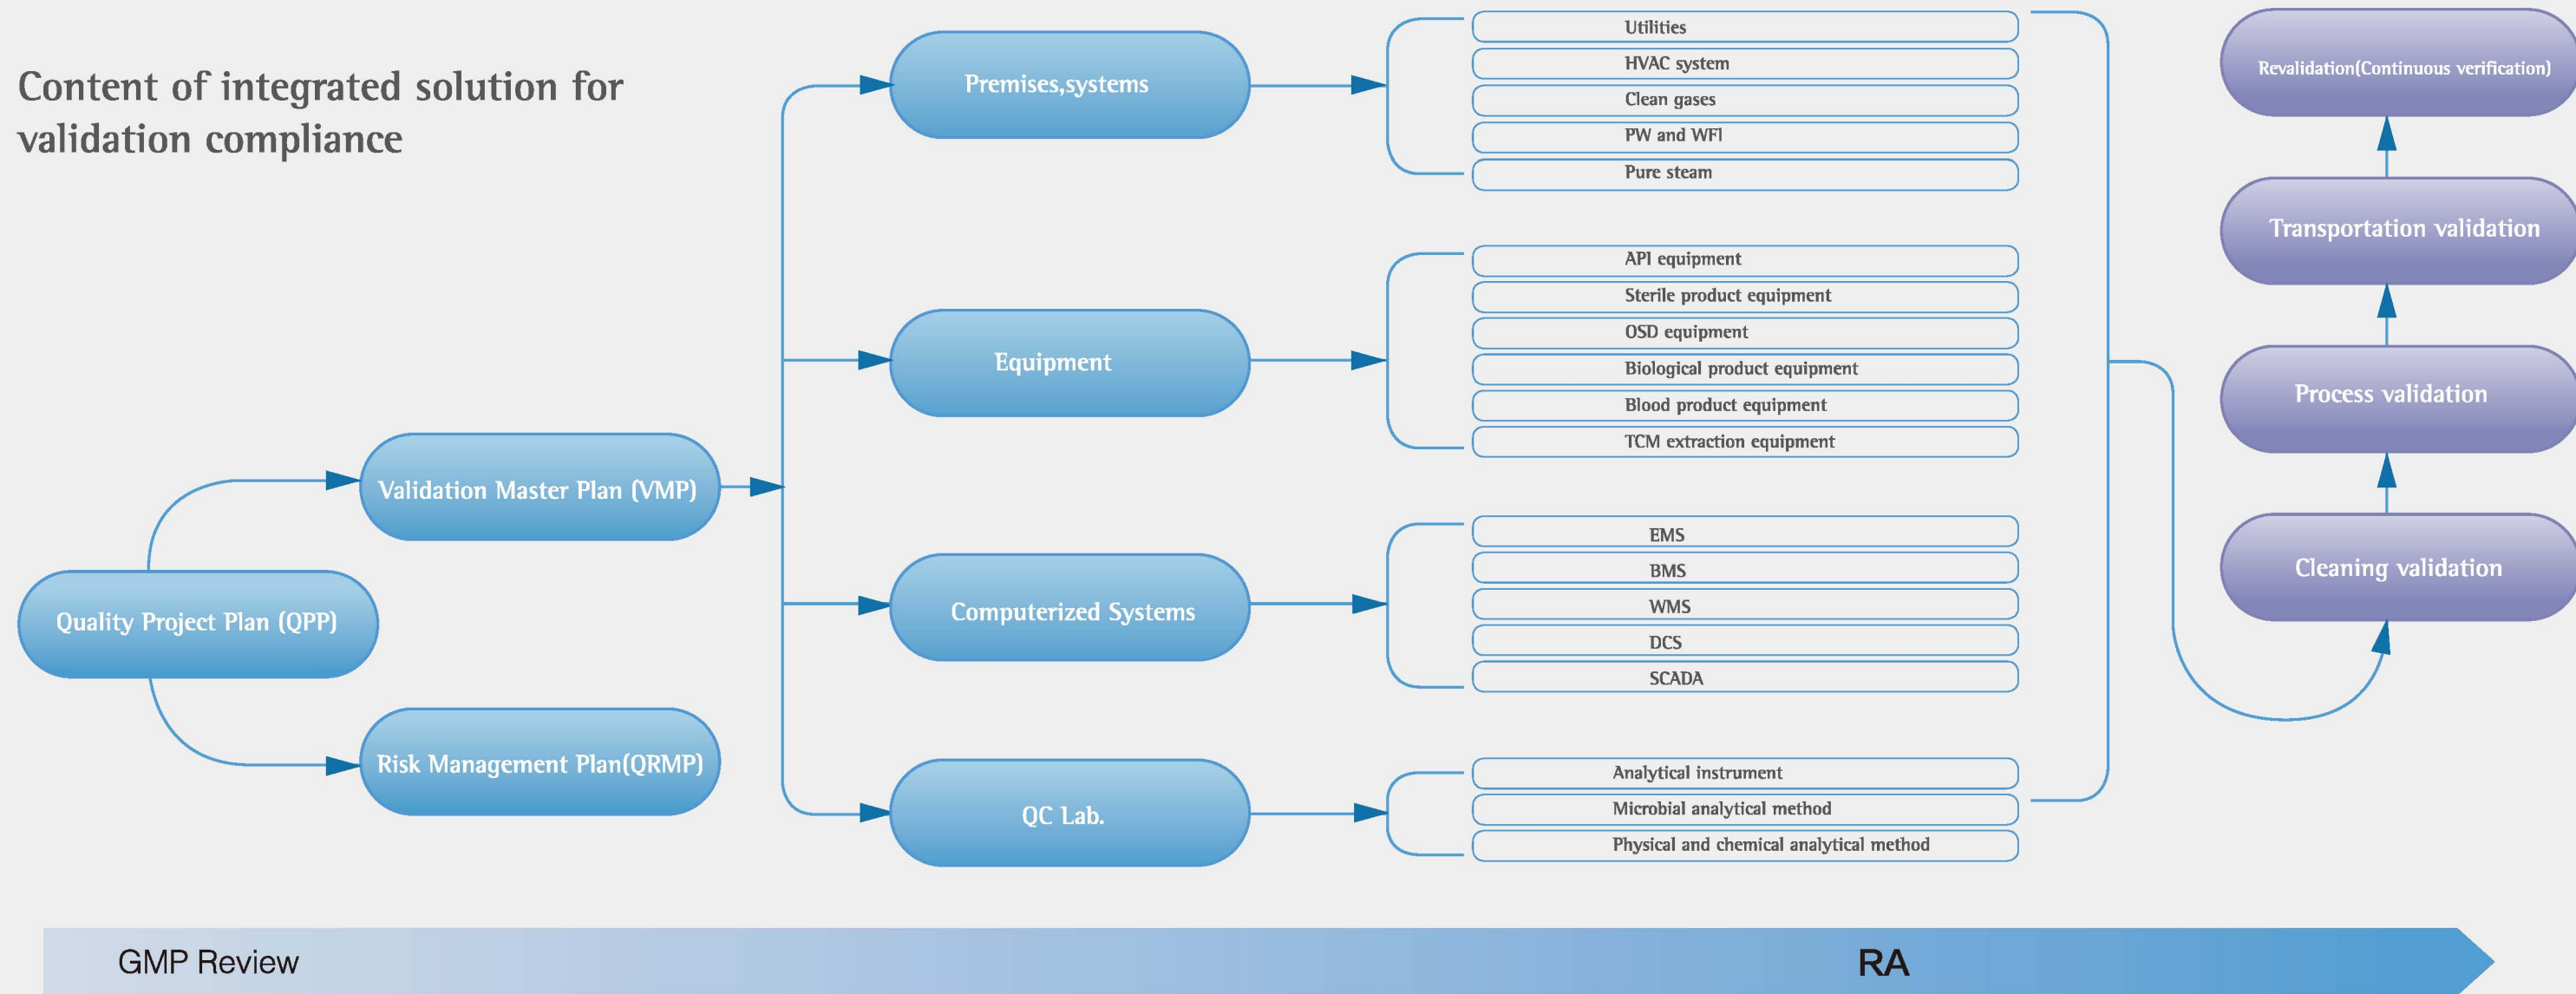 Content of integrated solution for
validation compliance
Quality Project Plan (QPP)
Validation Master Plan (VMP)
Risk Management Plan(QRMP)
Premises,systems
Utilities
HVAC system
Clean gases
PW and WFI
Pure steam
Equipment
API equipment
Sterile product equipment
OSD equipment
Biological product equipment
Blood product equipment
TCM extraction equipment
Computerized Systems
EMS
BMS
WMS
DCS
SCADA
QC Lab.
Analytical instrument
Microbial analytical method
Physical and chemical analytical method
Revalidation(Continuous verification)
Transportation validation
Process validation
Cleaning validation
GMP Review
RA